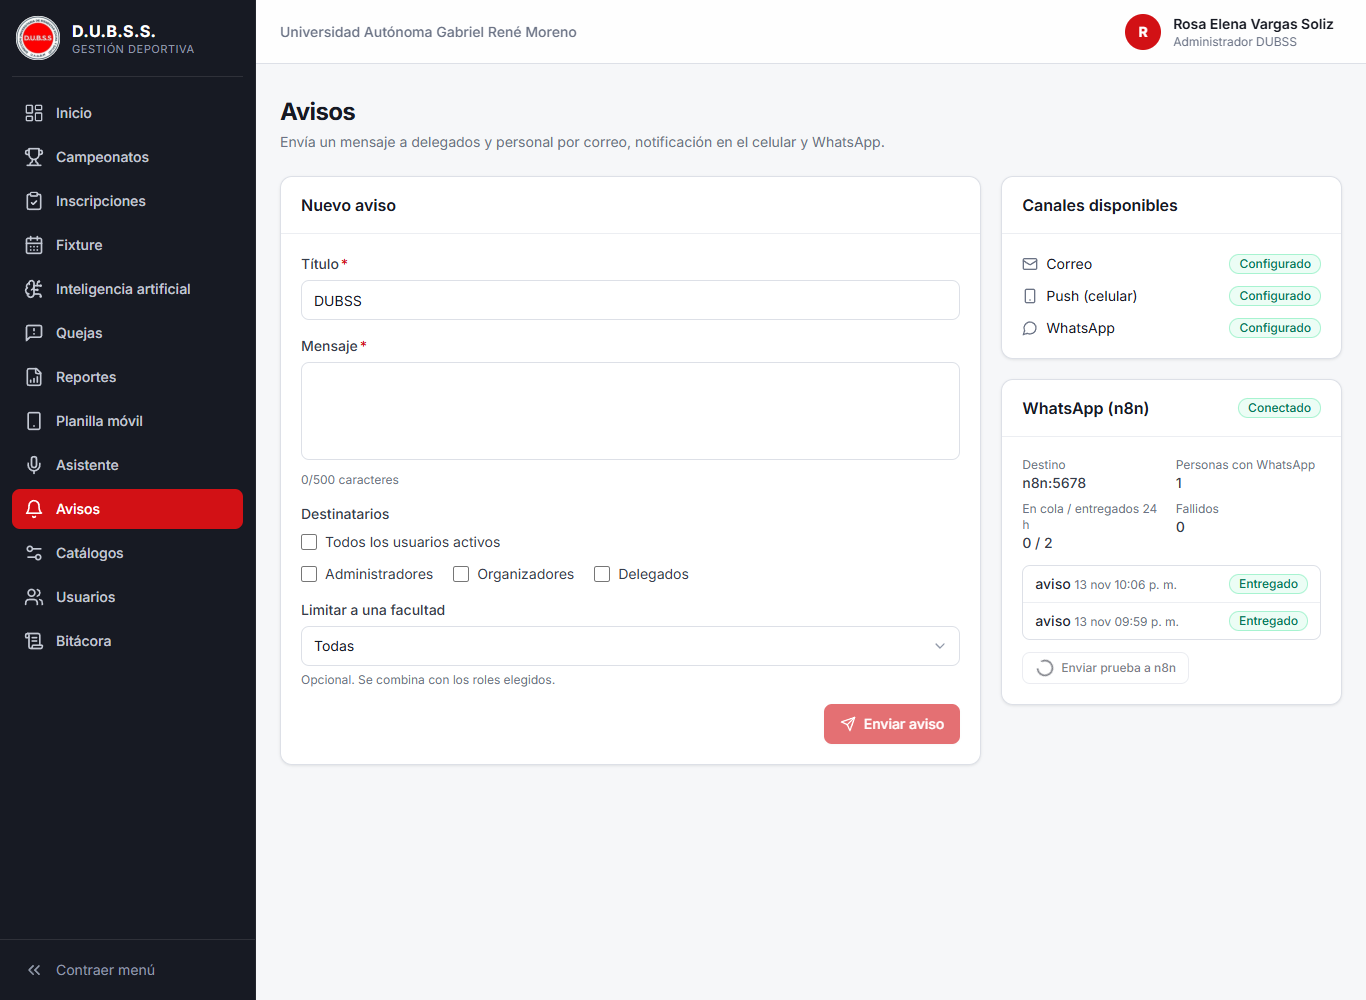 D.U.B.S.S.
D.U.B.S.S.
GESTIÓN DEPORTIVA
Inicio
Campeonatos
Inscripciones
Fixture
Inteligencia artificial
Quejas
Reportes
Planilla móvil
Asistente
Avisos
Catálogos
Usuarios
Bitácora
Contraer menú
Universidad Autónoma Gabriel René Moreno
R
Rosa Elena Vargas Soliz
Administrador DUBSS
Avisos
Envía un mensaje a delegados y personal por correo, notificación en el celular y WhatsApp.
Nuevo aviso
Título*
DUBSS
Mensaje*
0/500 caracteres
Destinatarios
Todos los usuarios activos
Administradores Organizadores Delegados
Limitar a una facultad
Todas
Opcional. Se combina con los roles elegidos.
Enviar aviso
Canales disponibles
Correo Configurado
Push (celular) Configurado
WhatsApp Configurado
WhatsApp (n8n) Conectado
Destino
n8n:5678
Personas con WhatsApp
1
En cola / entregados 24
h
0 / 2
Fallidos
0
aviso 13 nov 10:06 p. m. Entregado
aviso 13 nov 09:59 p. m. Entregado
Enviar prueba a n8n